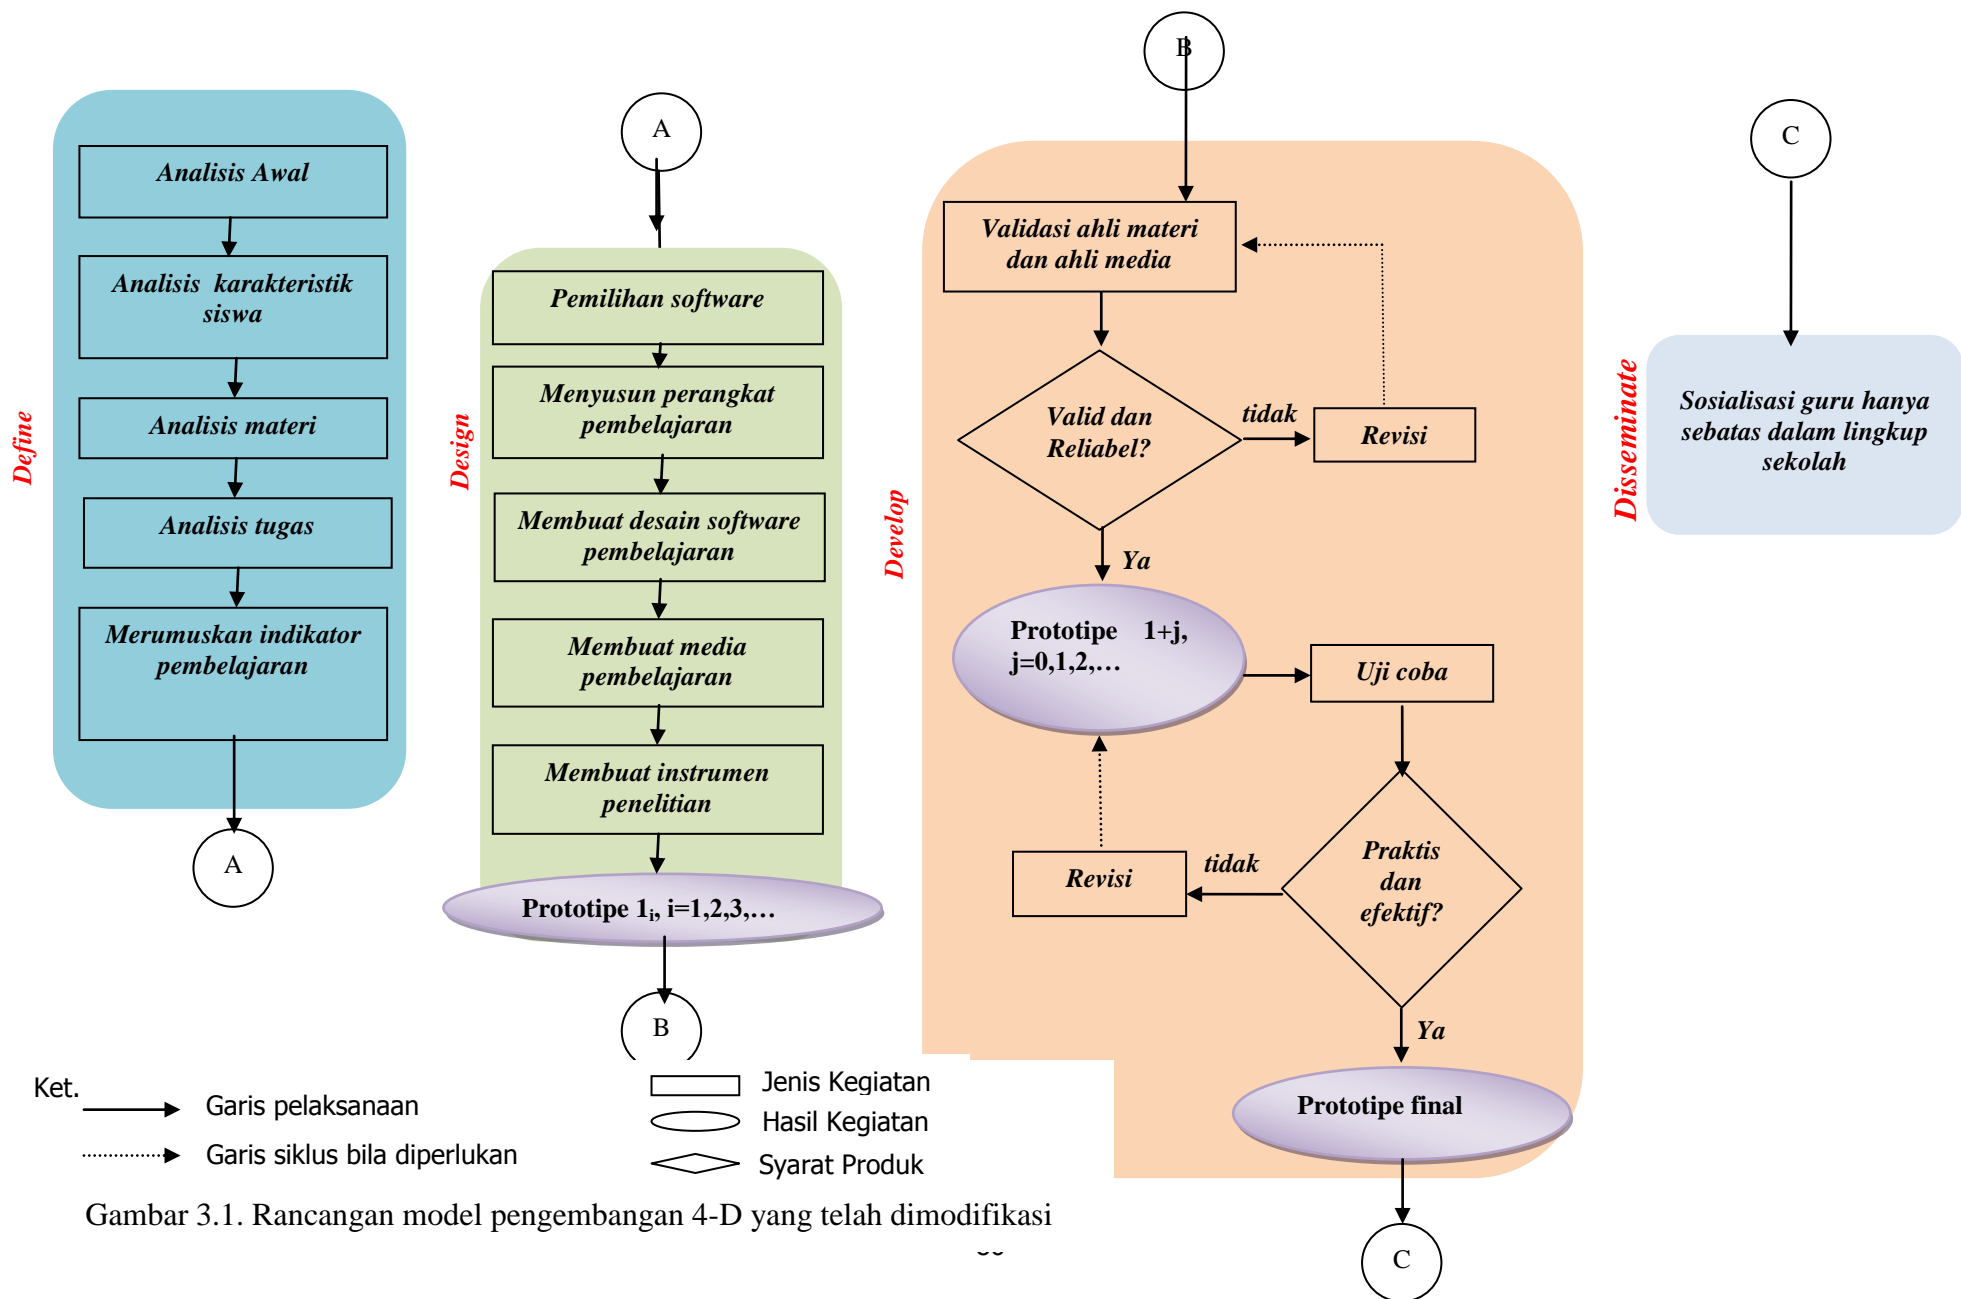 Define
Analisis Awal
Analisis karakteristik
siswa
Analisis materi
Analisis tugas
Merumuskan indikator
pembelajaran
A
A
Design
Pemilihan software
Menyusun perangkat
pembelajaran
Membuat desain software
pembelajaran
Membuat media
pembelajaran
Membuat instrumen
penelitian
Prototipe 1i, i=1,2,3,…
B
B
Develop
Validasi ahli materi
dan ahli media
Valid dan
Reliabel?
tidak
Revisi
Ya
Prototipe 1+j,
j=0,1,2,…
Uji coba
Praktis
dan
efektif?
tidak
Revisi
Ya
Prototipe final
C
C
Disseminate
Sosialisasi guru hanya
sebatas dalam lingkup
sekolah
Ket.
Garis pelaksanaan
Garis siklus bila diperlukan
Jenis Kegiatan
Hasil Kegiatan
Syarat Produk
Gambar 3.1. Rancangan model pengembangan 4-D yang telah dimodifikasi